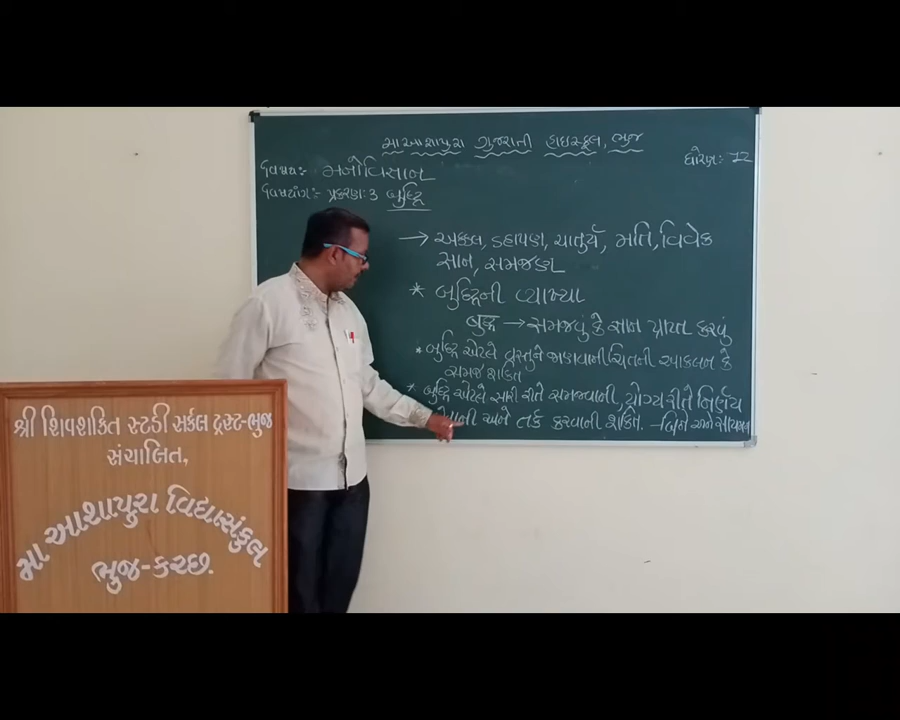 મા આશાપુરા ગુજરાતી હાઇસ્કૂલ, ભુજ
ધોરણ:- 12
વિષય:- મનોવિજ્ઞાન
વિષયાંગ:- પ્રકરણ: 3 બુદ્ધિ
→ અક્કલ, ડહાપણ, ચાતુર્ય, મતિ, વિવેક
જ્ઞાન, સમજણ
* બુદ્ધિની વ્યાખ્યા
બુદ્ધ → સમજવું કે જ્ઞાન પ્રાપ્ત કરવું
* બુદ્ધિ એટલે વસ્તુને જાણવાની ચિત્તની આકલન કે
સમજ શક્તિ
* બુદ્ધિ એટલે સારી રીતે સમજવાની, યોગ્ય રીતે નિર્ણય
અને તર્ક કરવાની શક્તિ. - બિને અને સાયમન
શ્રી શિવશક્તિ સ્ટડી સર્કલ ટ્રસ્ટ-ભુજ
સંચાલિત,
મા આશાપુરા વિદ્યાસંકુલ
ભુજ-કચ્છ.